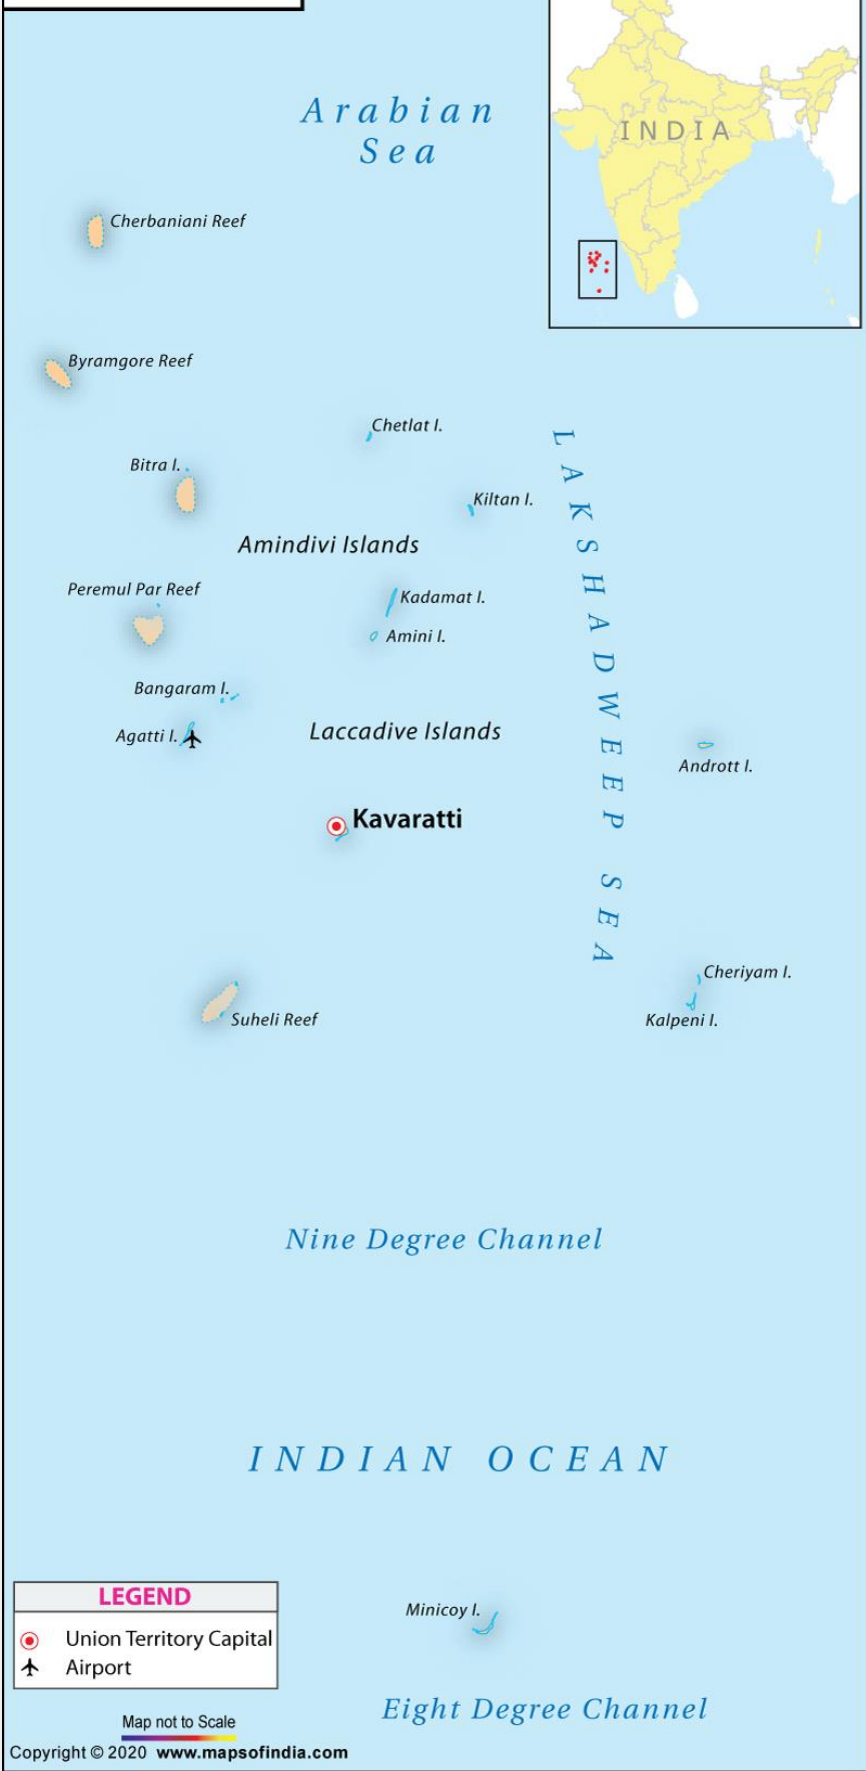 Arabian
Sea
INDIA
Cherbaniani Reef
Byramgore Reef
Chetlat I.
Bitra I.
Kiltan I.
Amindivi Islands
Peremul Par Reef
Kadamat I.
Amini I.
Bangaram I.
Agatti I.
Laccadive Islands
Andrott I.
Kavaratti
LAKSHADWEEP SEA
Cheriyam I.
Suheli Reef
Kalpeni I.
Nine Degree Channel
INDIAN OCEAN
LEGEND
Union Territory Capital
Airport
Minicoy I.
Eight Degree Channel
Map not to Scale
Copyright © 2020 www.mapsofindia.com